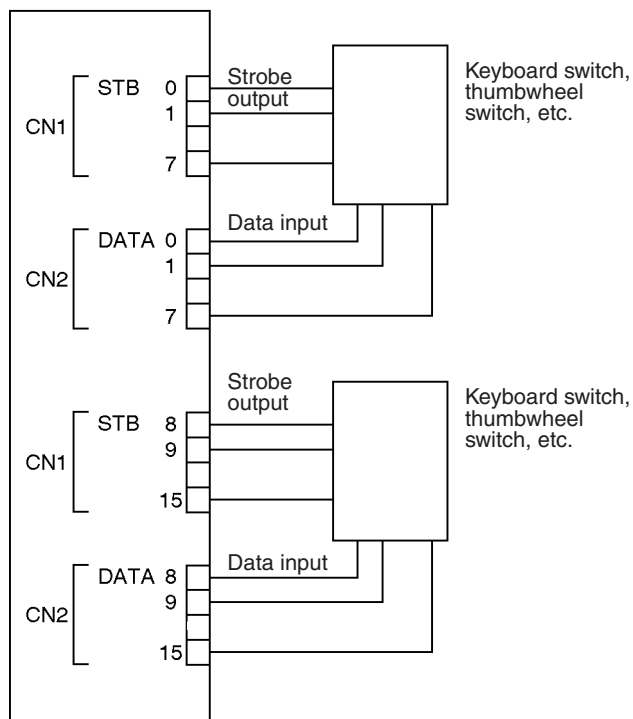 STB 0
Strobe
output
1
CN1
7
Keyboard switch,
thumbwheel
switch, etc.
DATA 0
Data input
1
CN2
7
STB 8
Strobe
output
9
CN1
15
Keyboard switch,
thumbwheel
switch, etc.
DATA 8
Data input
9
CN2
15